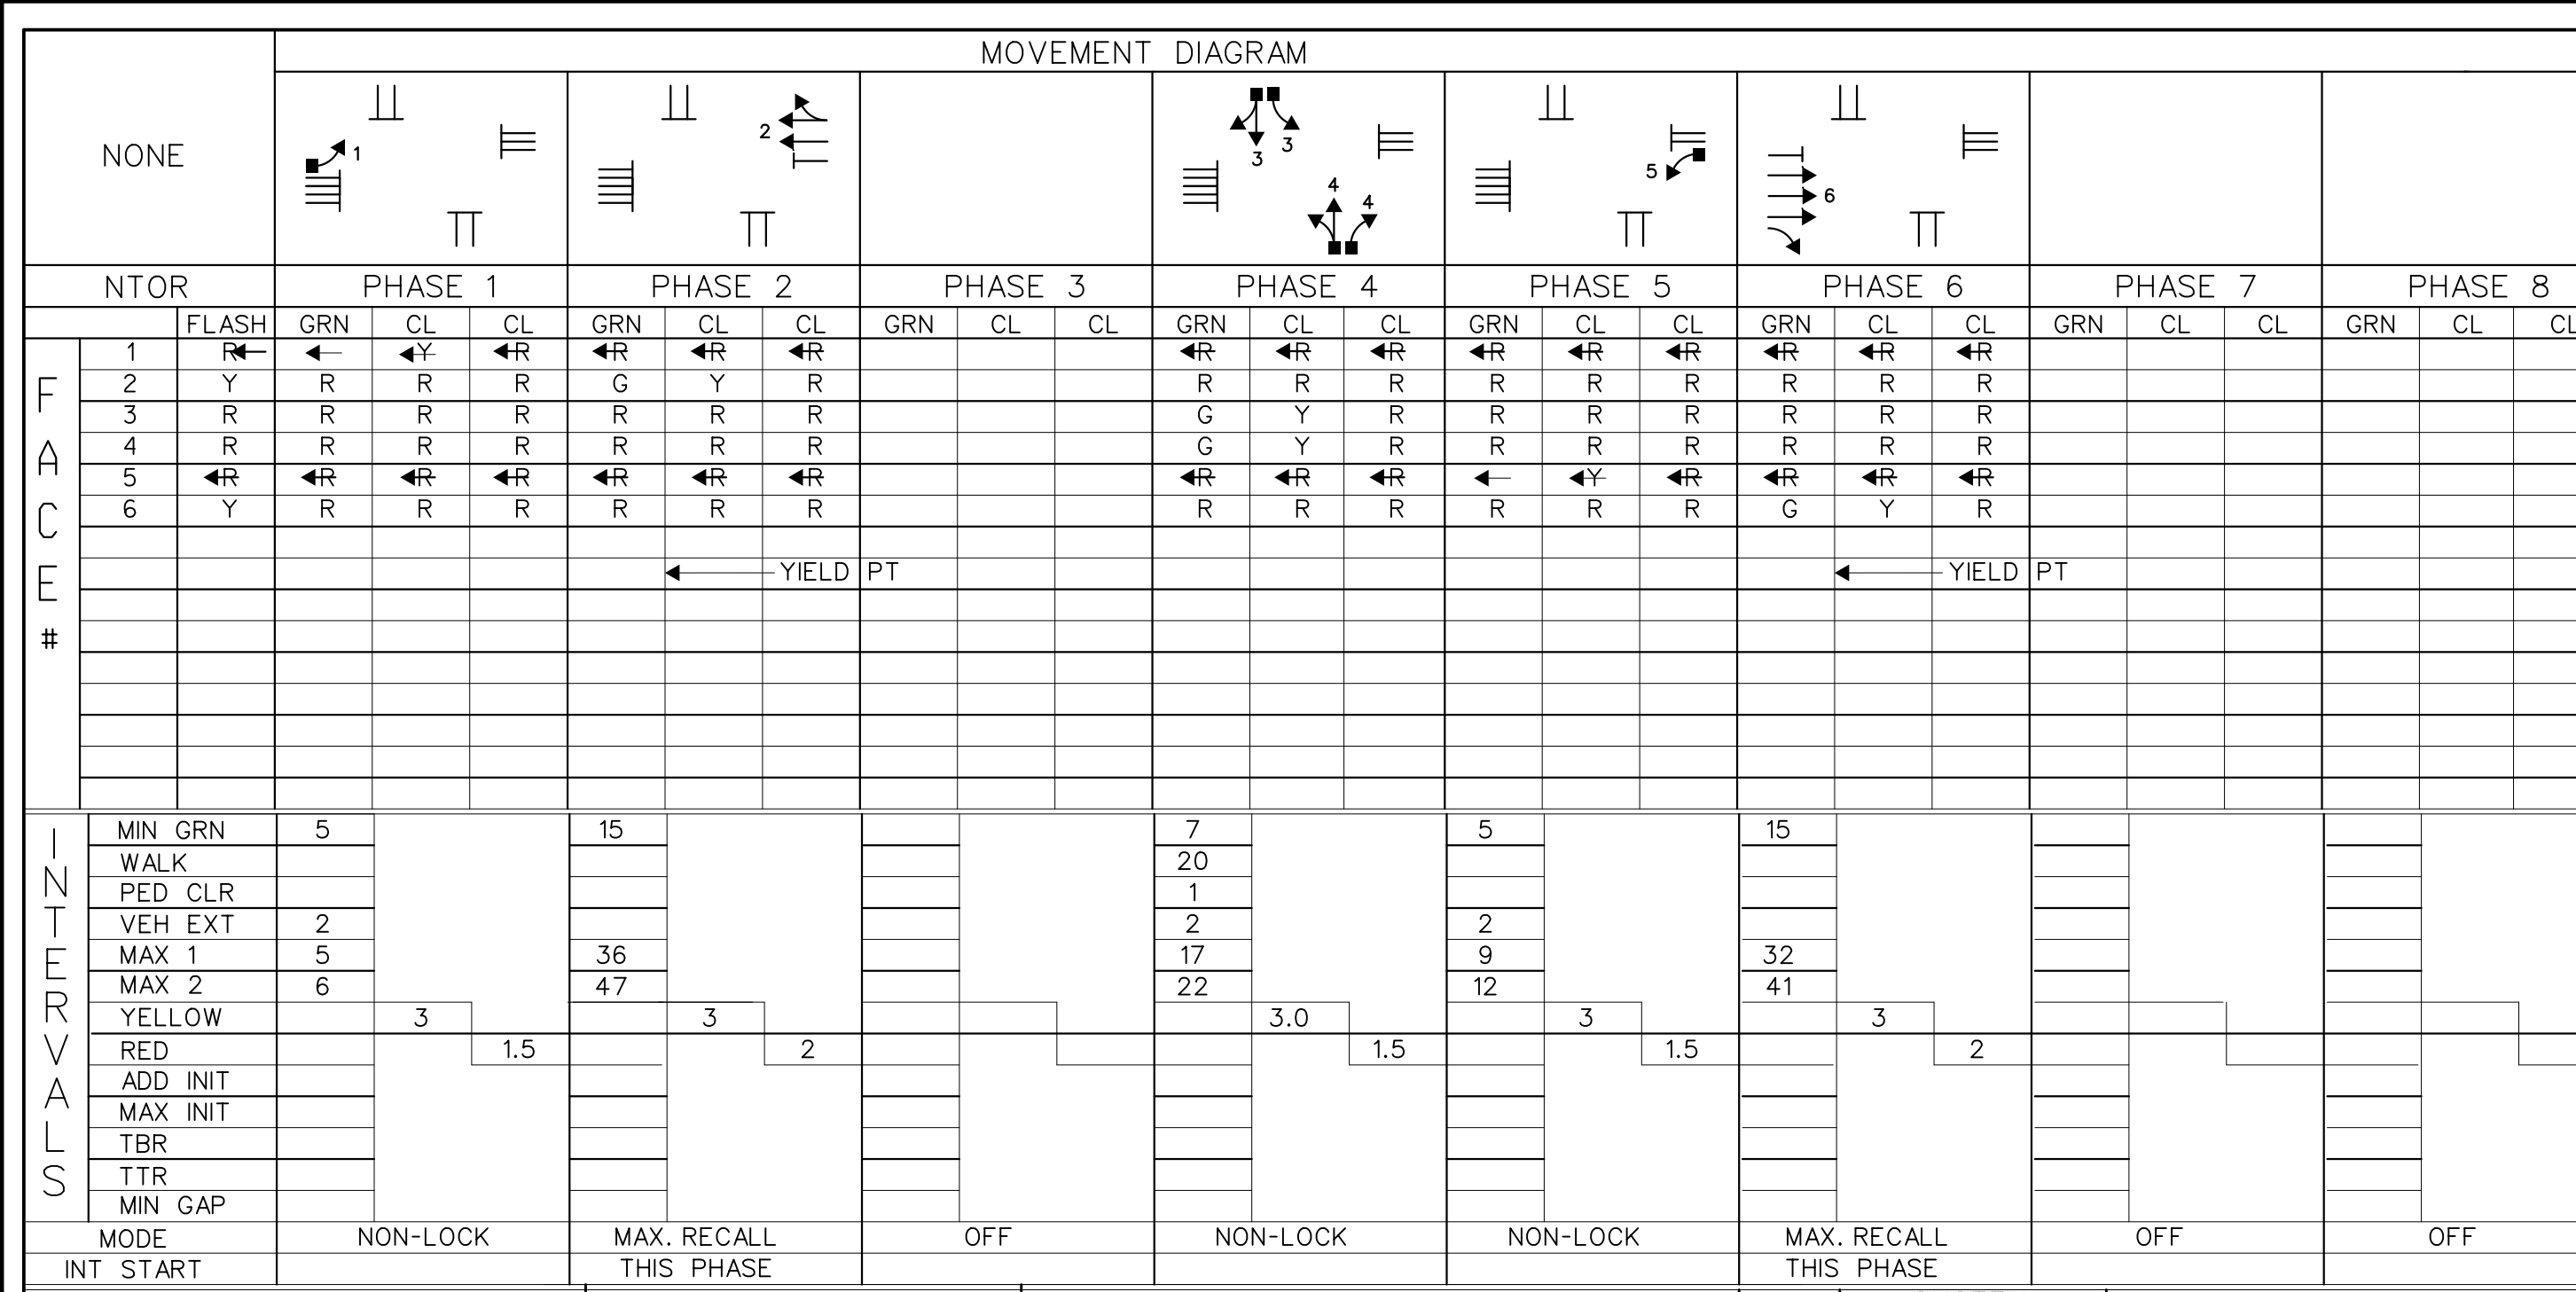 MOVEMENT DIAGRAM
NONE
1
2
3 3 4 4
5
6
NTOR PHASE 1 PHASE 2 PHASE 3 PHASE 4 PHASE 5 PHASE 6 PHASE 7 PHASE 8
FLASH GRN CL CL GRN CL CL GRN CL CL GRN CL CL GRN CL CL GRN CL CL GRN CL CL GRN CL CL
FACE#
1 R Y R R R R R R R R R R R R R
2 Y R R R G Y R R R R R R R R R R
3 R R R R R R R G Y R R R R R R R
4 R R R R R R R G Y R R R R R R R
5 R R R R R R R R R R Y R R R R
6 Y R R R R R R R R R R R R G Y R
YIELD PT YIELD PT
INTERVALS
MIN GRN 5 15 7 5 15
WALK 20
PED CLR 1
VEH EXT 2 2 2
MAX 1 5 36 17 9 32
MAX 2 6 47 22 12 41
YELLOW 3 3 3.0 3 3
RED 1.5 2 1.5 1.5 2
ADD INIT
MAX INIT
TBR
TTR
MIN GAP
MODE NON-LOCK MAX. RECALL OFF NON-LOCK NON-LOCK MAX. RECALL OFF OFF
INT START THIS PHASE THIS PHASE